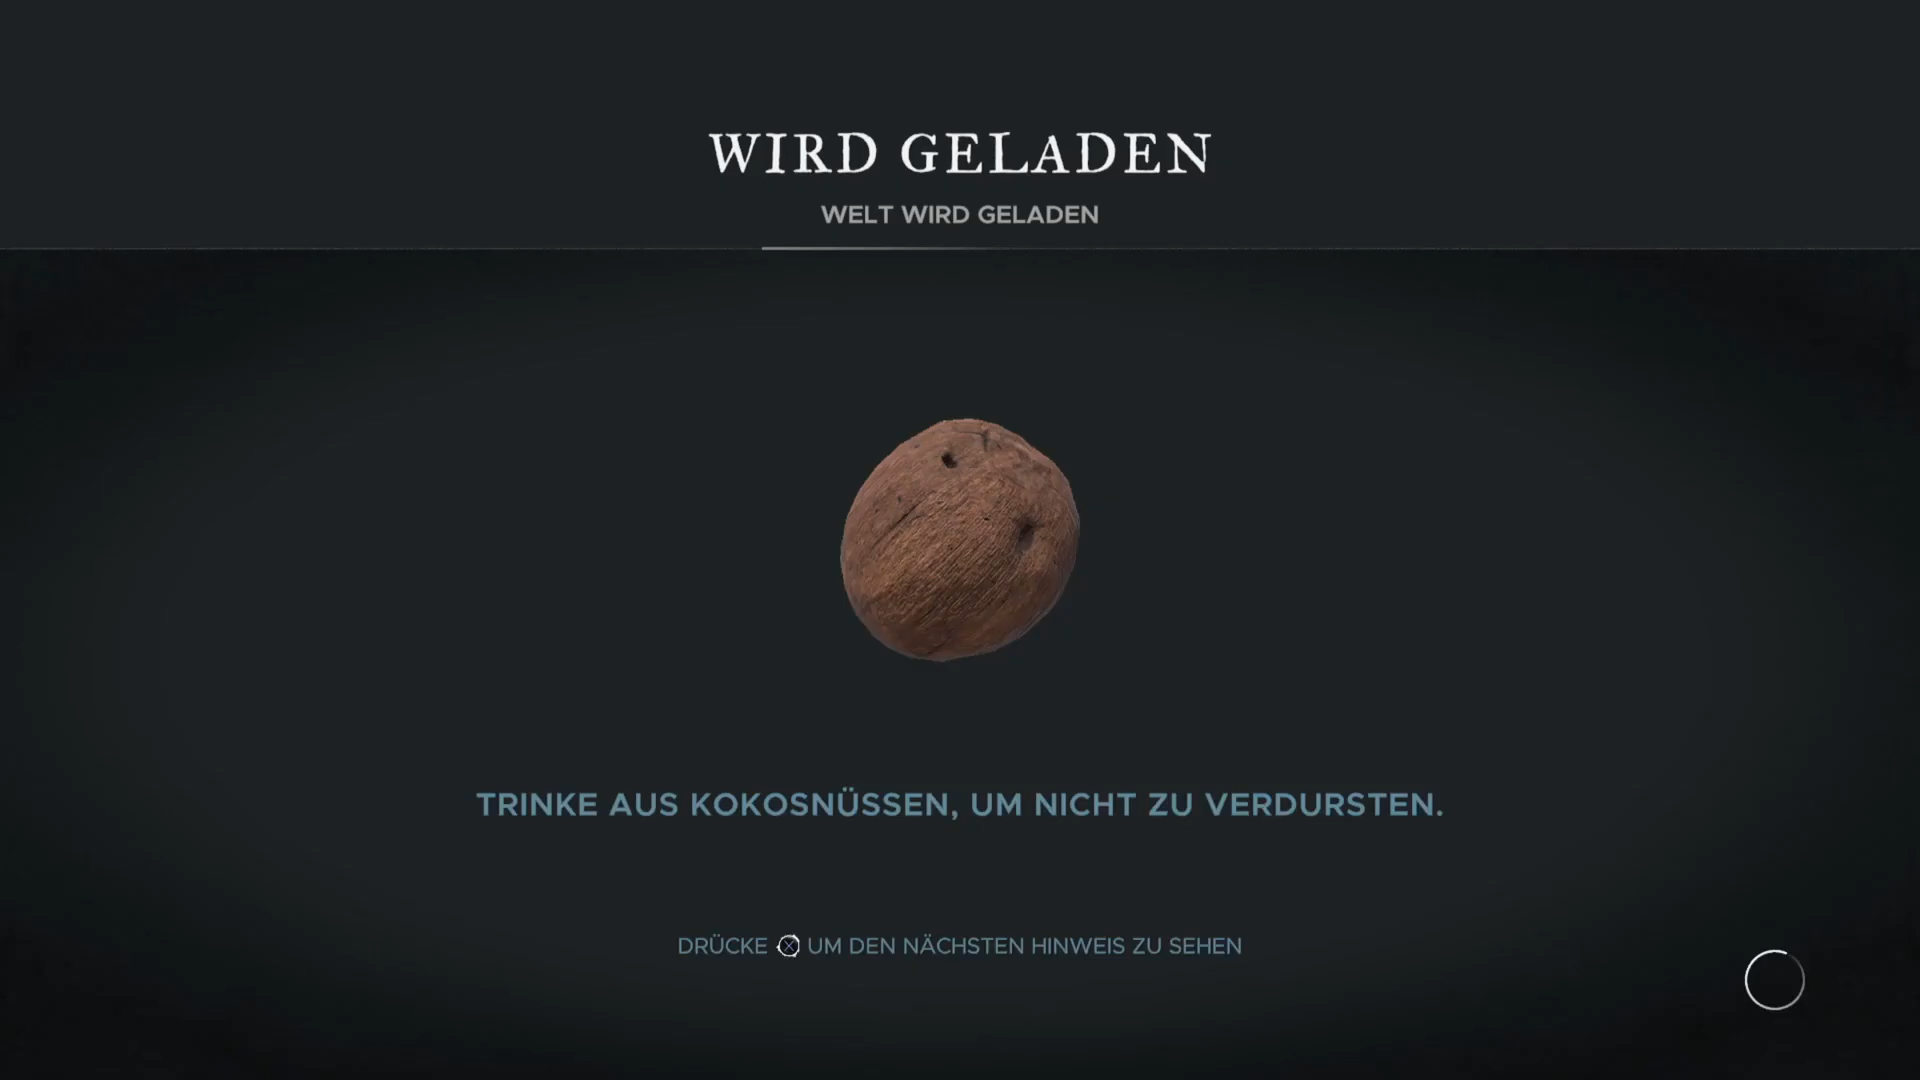 WIRD GELADEN
WELT WIRD GELADEN
TRINKE AUS KOKOSNÜSSEN, UM NICHT ZU VERDURSTEN.
DRÜCKE UM DEN NÄCHSTEN HINWEIS ZU SEHEN